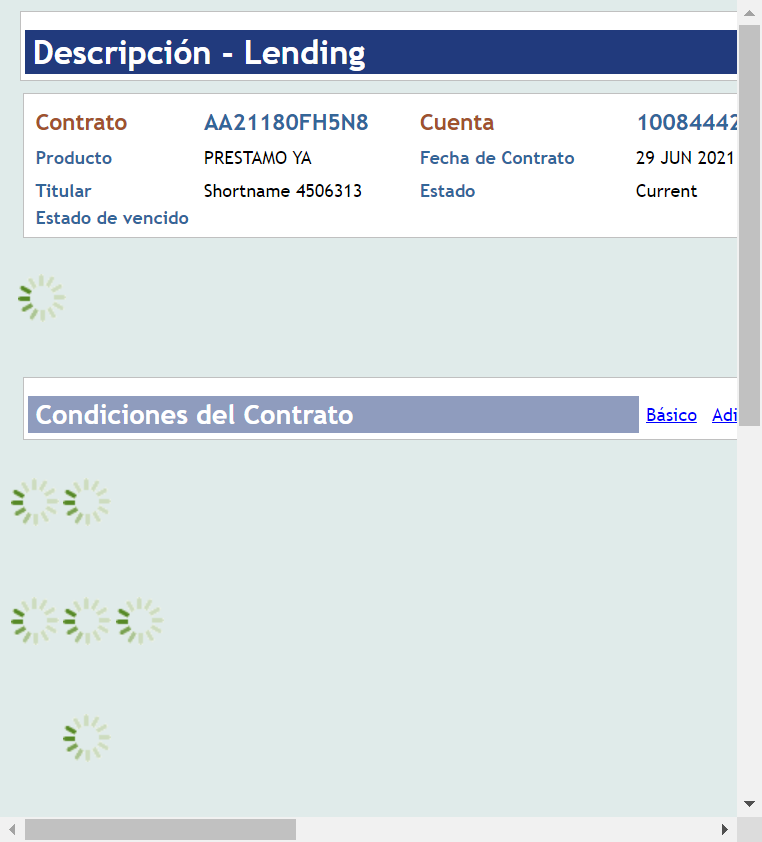 Descripción - Lending
Contrato AA21180FH5N8 Cuenta 10084442
Producto PRESTAMO YA Fecha de Contrato 29 JUN 2021
Titular Shortname 4506313 Estado Current
Estado de vencido
Condiciones del Contrato Básico Adi